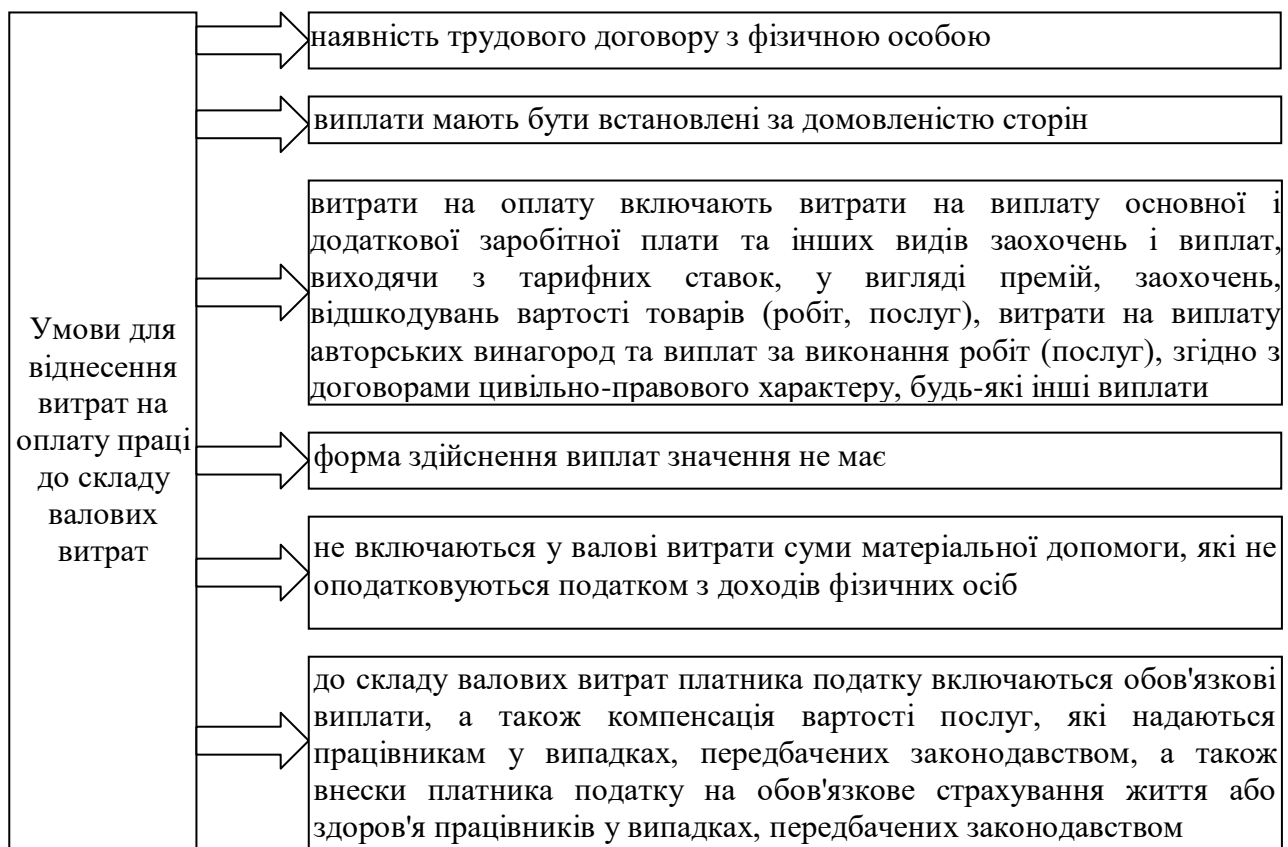 Умови для
віднесення
витрат на
оплату праці
до складу
валових
витрат
наявність трудового договору з фізичною особою
виплати мають бути встановлені за домовленістю сторін
витрати на оплату включають витрати на виплату основної і
додаткової заробітної плати та інших видів заохочень і виплат,
виходячи з тарифних ставок, у вигляді премій, заохочень,
відшкодувань вартості товарів (робіт, послуг), витрати на виплату
авторських винагород та виплат за виконання робіт (послуг), згідно з
договорами цивільно-правового характеру, будь-які інші виплати
форма здійснення виплат значення не має
не включаються у валові витрати суми матеріальної допомоги, які не
оподатковуються податком з доходів фізичних осіб
до складу валових витрат платника податку включаються обов'язкові
виплати, а також компенсація вартості послуг, які надаються
працівникам у випадках, передбачених законодавством, а також
внески платника податку на обов'язкове страхування життя або
здоров'я працівників у випадках, передбачених законодавством